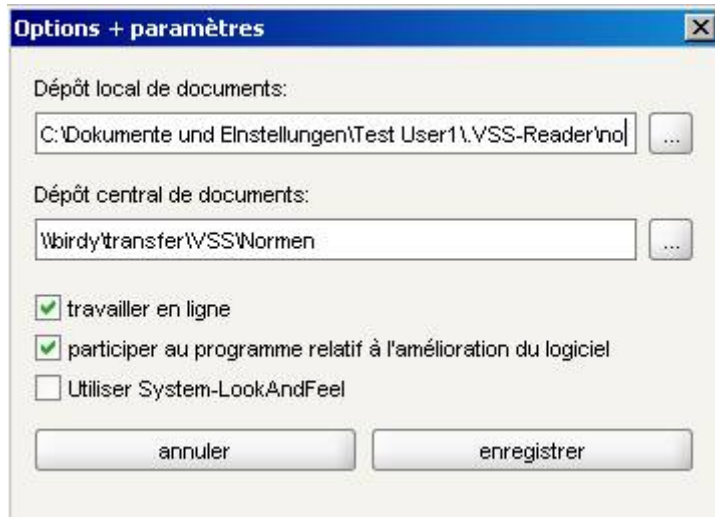 Options + paramètres
Dépôt local de documents:
C:\Dokumente und EInstellungen\Test User1\.VSS-Reader\no
...
Dépôt central de documents:
\\birdy\transfer\VSS\Normen
...
travailler en ligne
participer au programme relatif à l'amélioration du logiciel
Utiliser System-LookAndFeel
annuler enregistrer